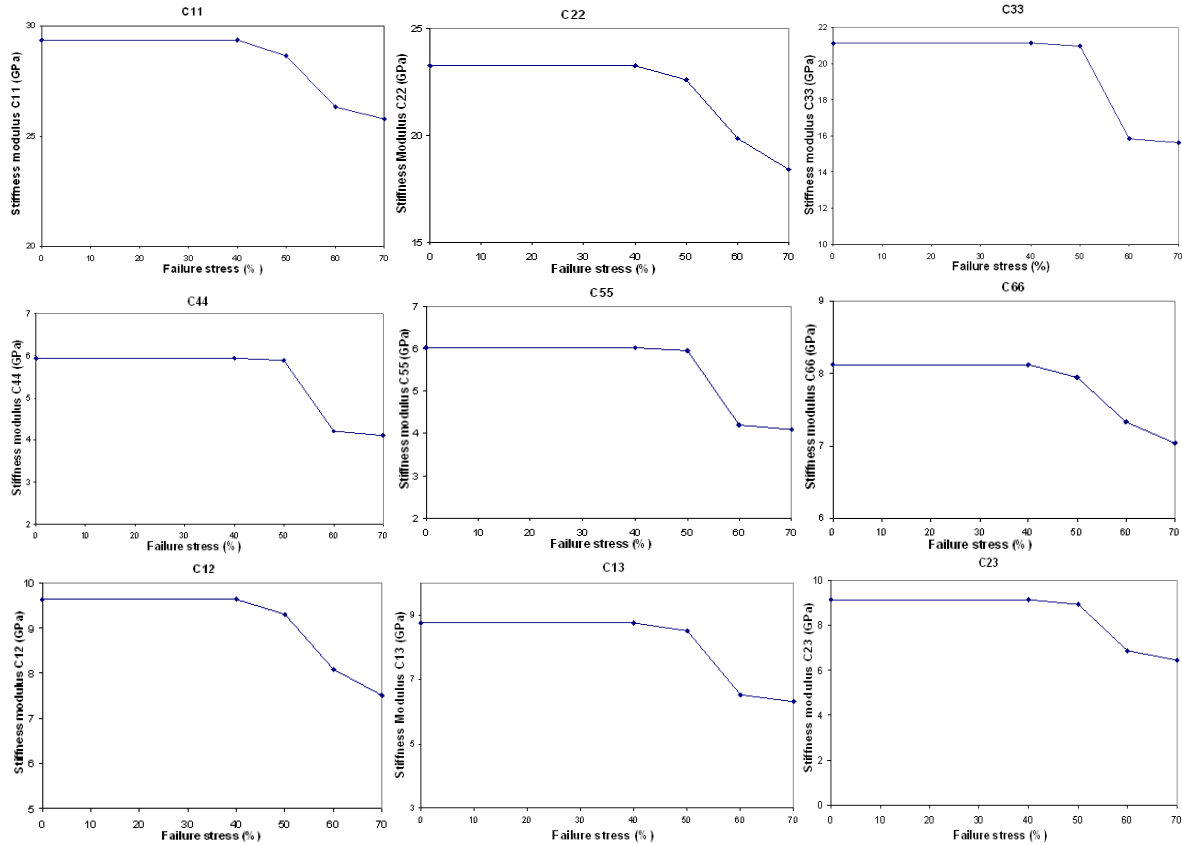 C11
Stiffness modulus C11 (GPa)
30
25
20
0 10 20 30 40 50 60 70
Failure stress (% )
C22
Stiffness Modulus C22 (GPa)
25
20
15
0 10 20 30 40 50 60 70
Failure stress (% )
C33
Stiffness modulus C33 (GPa)
22
20
18
16
14
12
10
0 10 20 30 40 50 60 70
Failure stress (%)
C44
Stiffness modulus C44 (GPa)
7
6
5
4
3
2
0 10 20 30 40 50 60 70
Failure stress (% )
C55
Stiffness modulus C55 (GPa)
7
6
5
4
3
2
0 10 20 30 40 50 60 70
Failure stress (% )
C66
Stiffness modulus C66 (GPa)
9
8
7
6
0 10 20 30 40 50 60 70
Failure stress (% )
C12
Stiffness modulus C12 (GPa)
10
9
8
7
6
5
0 10 20 30 40 50 60 70
Failure stress (% )
C13
Stiffness Modulus C13 (GPa)
9
7
5
3
0 10 20 30 40 50 60 70
Failure stress (% )
C23
Stiffness modulus C23 (GPa)
10
8
6
4
2
0
0 10 20 30 40 50 60 70
Failure stress (% )